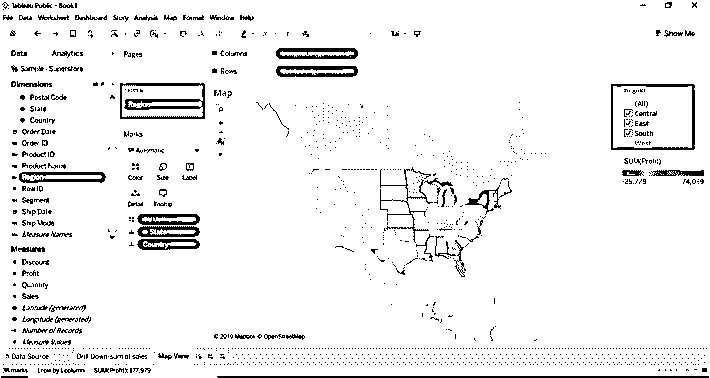 Tableau Public - Book1
File Data Worksheet Dashboard Story Analysis Map Format Window Help
Show Me
Data Analytics
Pages
Columns
Rows
Sample - Superstore
Dimensions
Postal Code
State
Country
Order Date
Order ID
Product ID
Product Name
Region
Row ID
Segment
Ship Date
Ship Mode
Measure Names
Measures
Discount
Profit
Quantity
Sales
Latitude (generated)
Longitude (generated)
Number of Records
Measure Values
Region
Marks
Automatic
Color Size Label
Detail Tooltip
State
Country
Map
© 2019 Mapbox © OpenStreetMap
Region
(All)
Central
East
South
West
SUM(Profit)
-25,729 74,039
Data Source Drill Down-sum of sales Map View
marks 1 row by 1 column SUM(Profit): 177,979